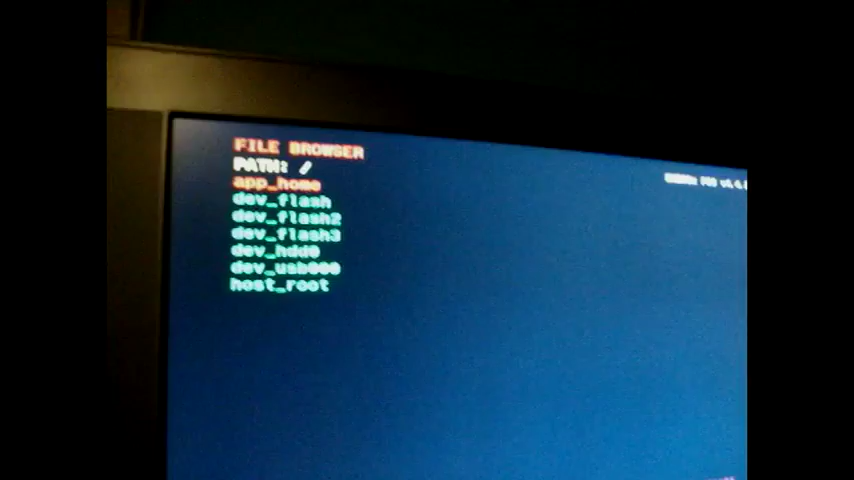 FILE BROWSER
PATH: /
app_home
dev_flash
dev_flash2
dev_flash3
dev_hdd0
dev_usb000
host_root